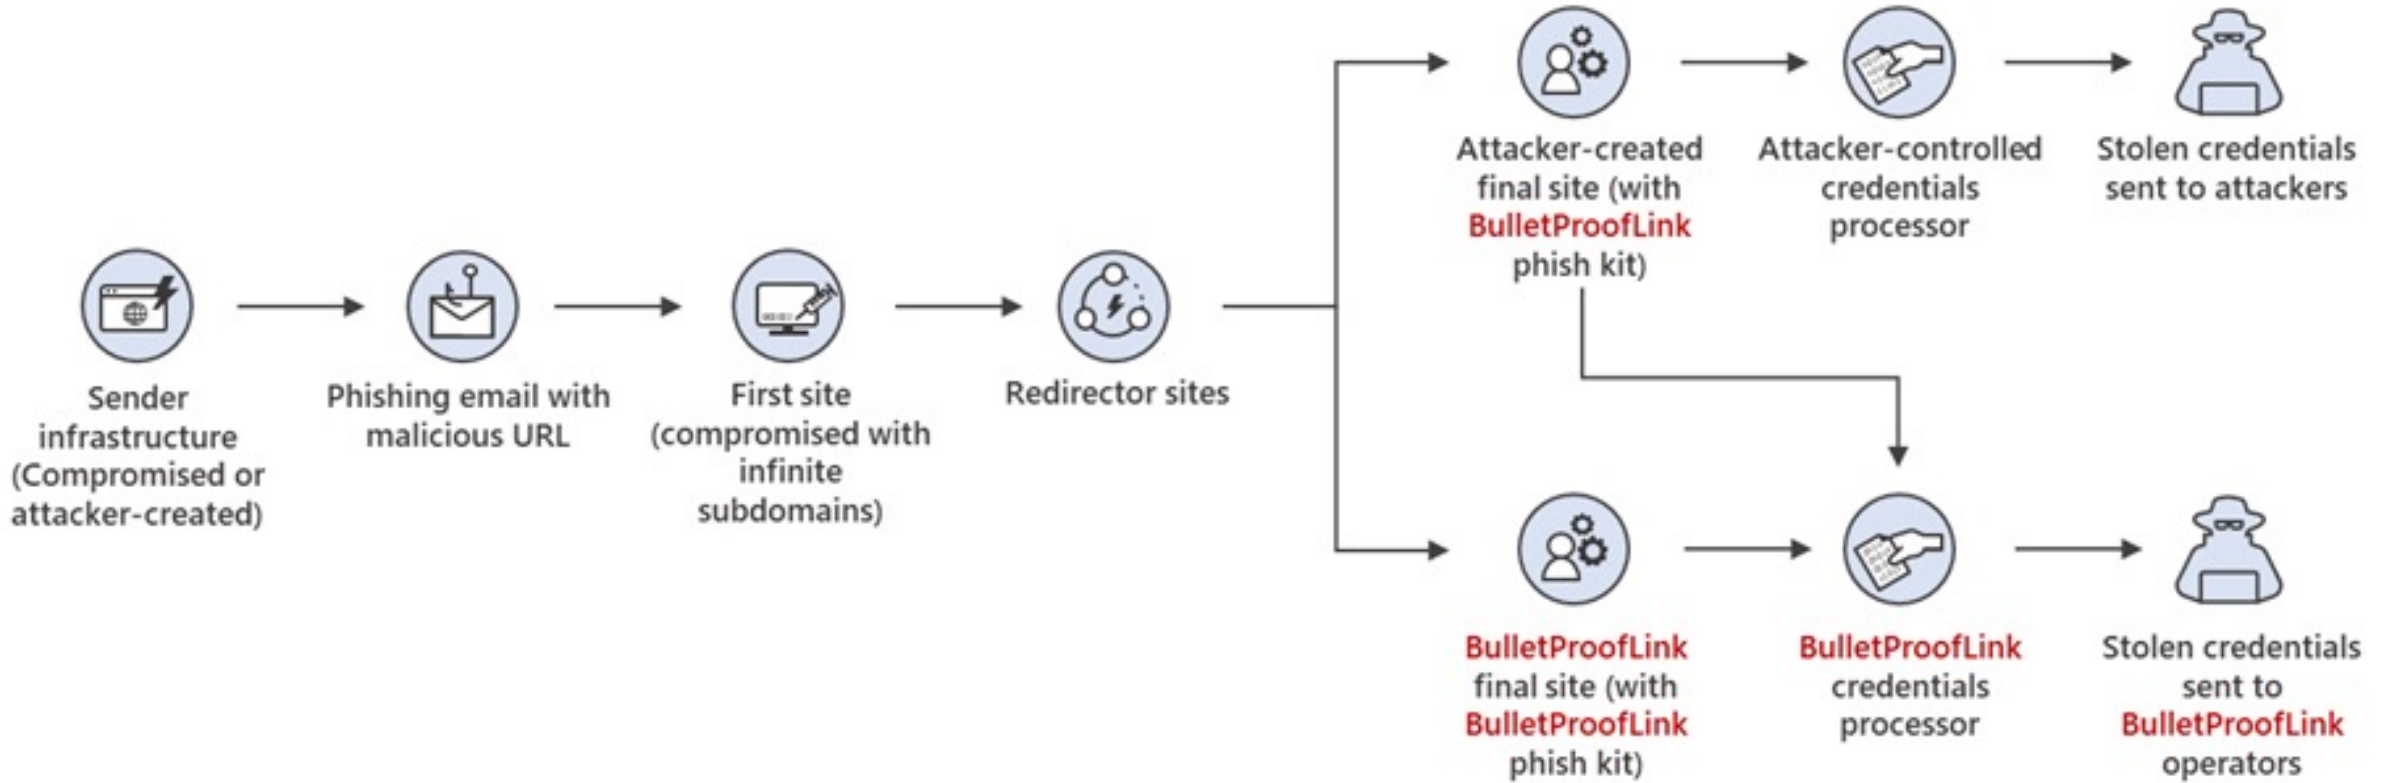 Sender
infrastructure
(Compromised or
attacker-created)
Phishing email with
malicious URL
First site
(compromised with
infinite
subdomains)
Redirector sites
Attacker-created
final site (with
BulletProofLink
phish kit)
Attacker-controlled
credentials
processor
Stolen credentials
sent to attackers
BulletProofLink
final site (with
BulletProofLink
phish kit)
BulletProofLink
credentials
processor
Stolen credentials
sent to
BulletProofLink
operators